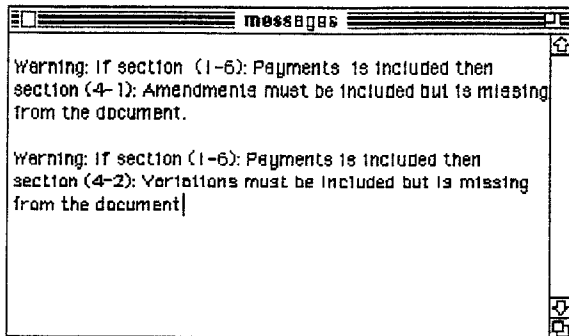 messages
Warning: If section (1-6): Payments is included then
section (4-1): Amendments must be included but is missing
from the document.
Warning: If section (1-6): Payments is included then
section (4-2): Variations must be included but is missing
from the document